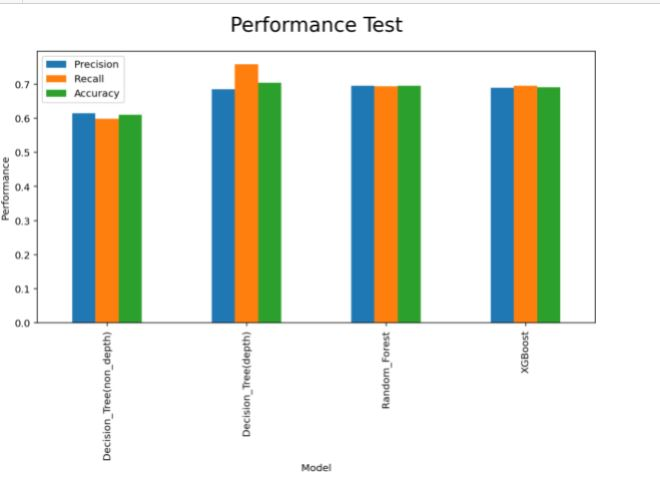 Performance Test
Precision
Recall
Accuracy
0.7
0.6
0.5
0.4
0.3
0.2
0.1
0.0
Performance
Decision_Tree(non_depth)
Decision_Tree(depth)
Random_Forest
XGBoost
Model